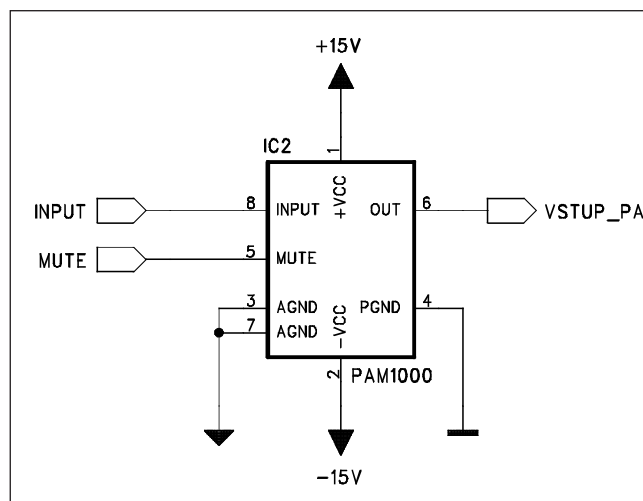 +15V
1
IC2
INPUT 8 INPUT +VCC OUT 6 VSTUP_PA
MUTE 5 MUTE
3 AGND PGND 4
7 AGND -VCC
2 PAM1000
-15V